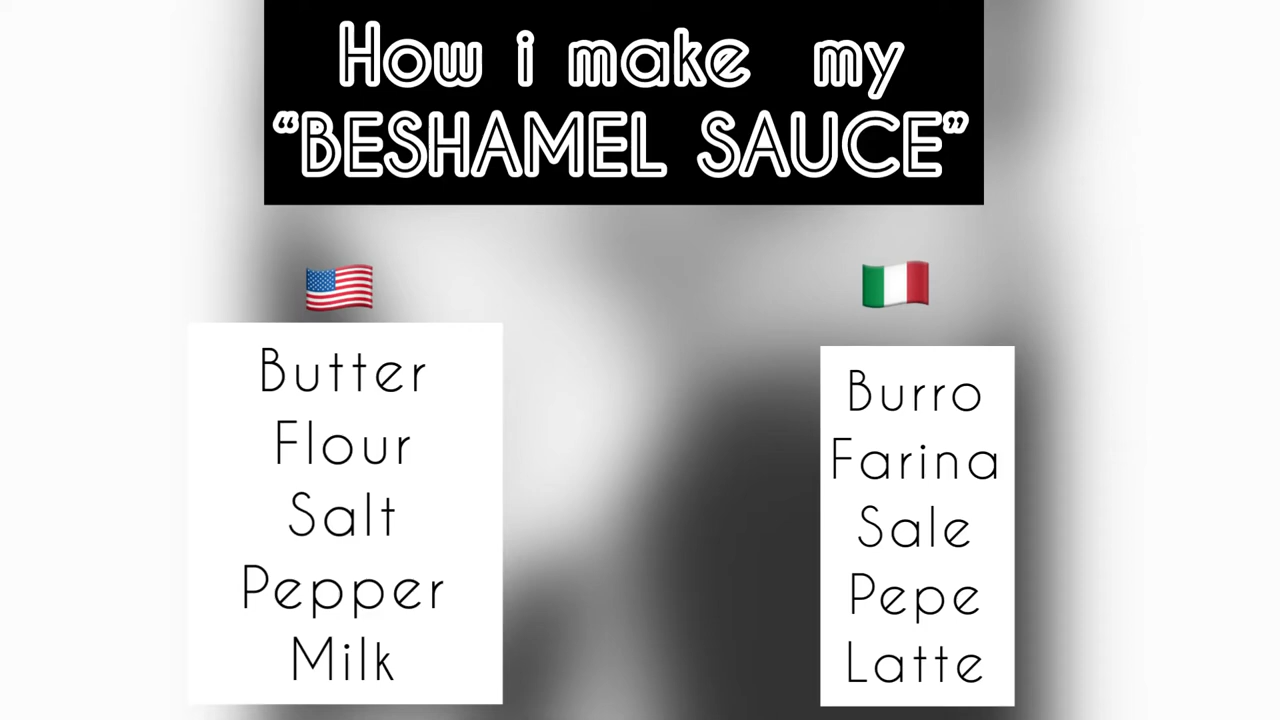 How i make my
“BESHAMEL SAUCE”
Butter
Flour
Salt
Pepper
Milk
Burro
Farina
Sale
Pepe
Latte